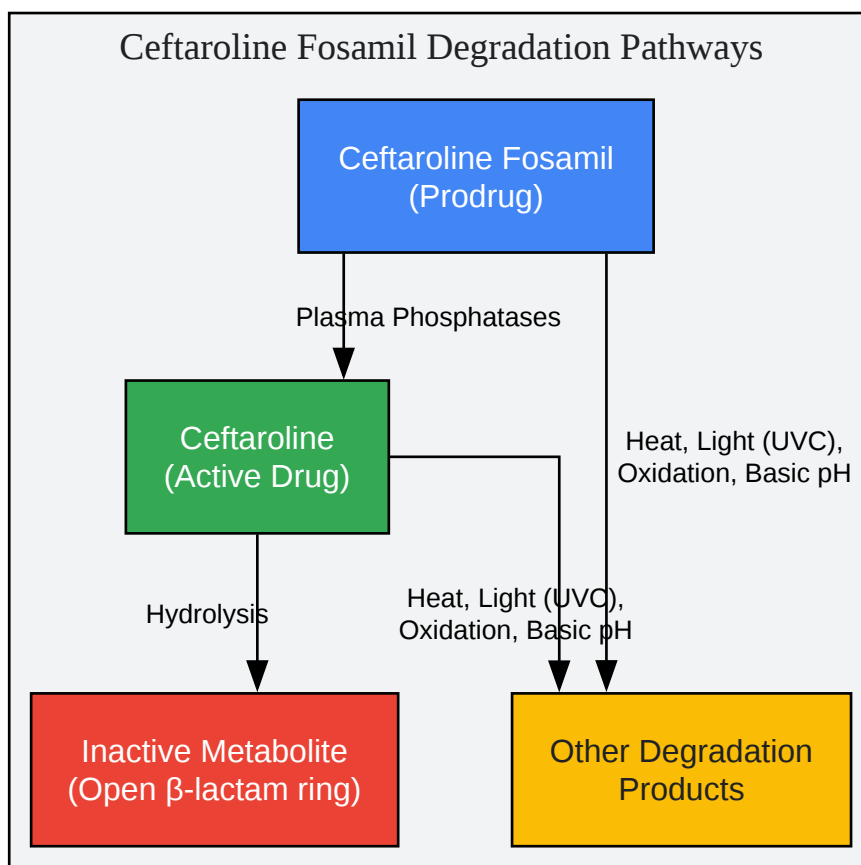 Ceftaroline Fosamil Degradation Pathways
Ceftaroline Fosamil
(Prodrug)
Plasma Phosphatases
Ceftaroline
(Active Drug)
Heat, Light (UVC),
Oxidation, Basic pH
Hydrolysis
Heat, Light (UVC),
Oxidation, Basic pH
Inactive Metabolite
(Open β-lactam ring)
Other Degradation
Products